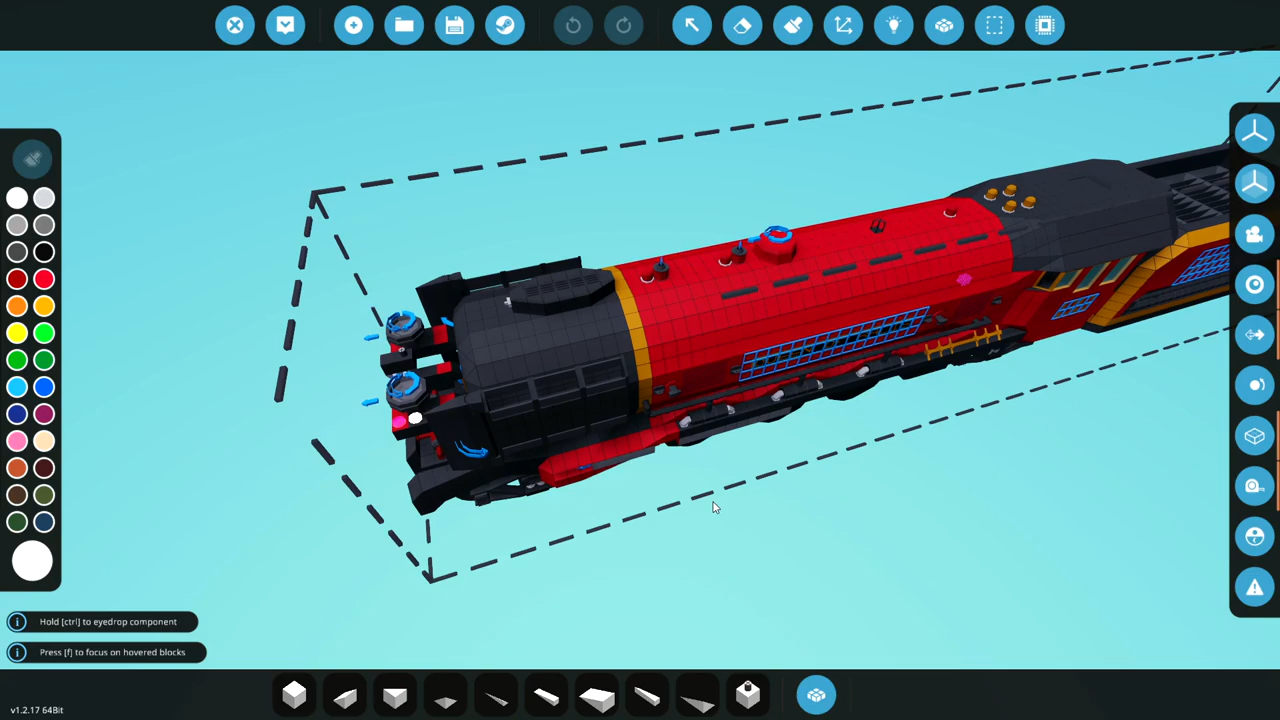 Hold [ctrl] to eyedrop component
Press [f] to focus on hovered blocks
v1.2.17 64Bit